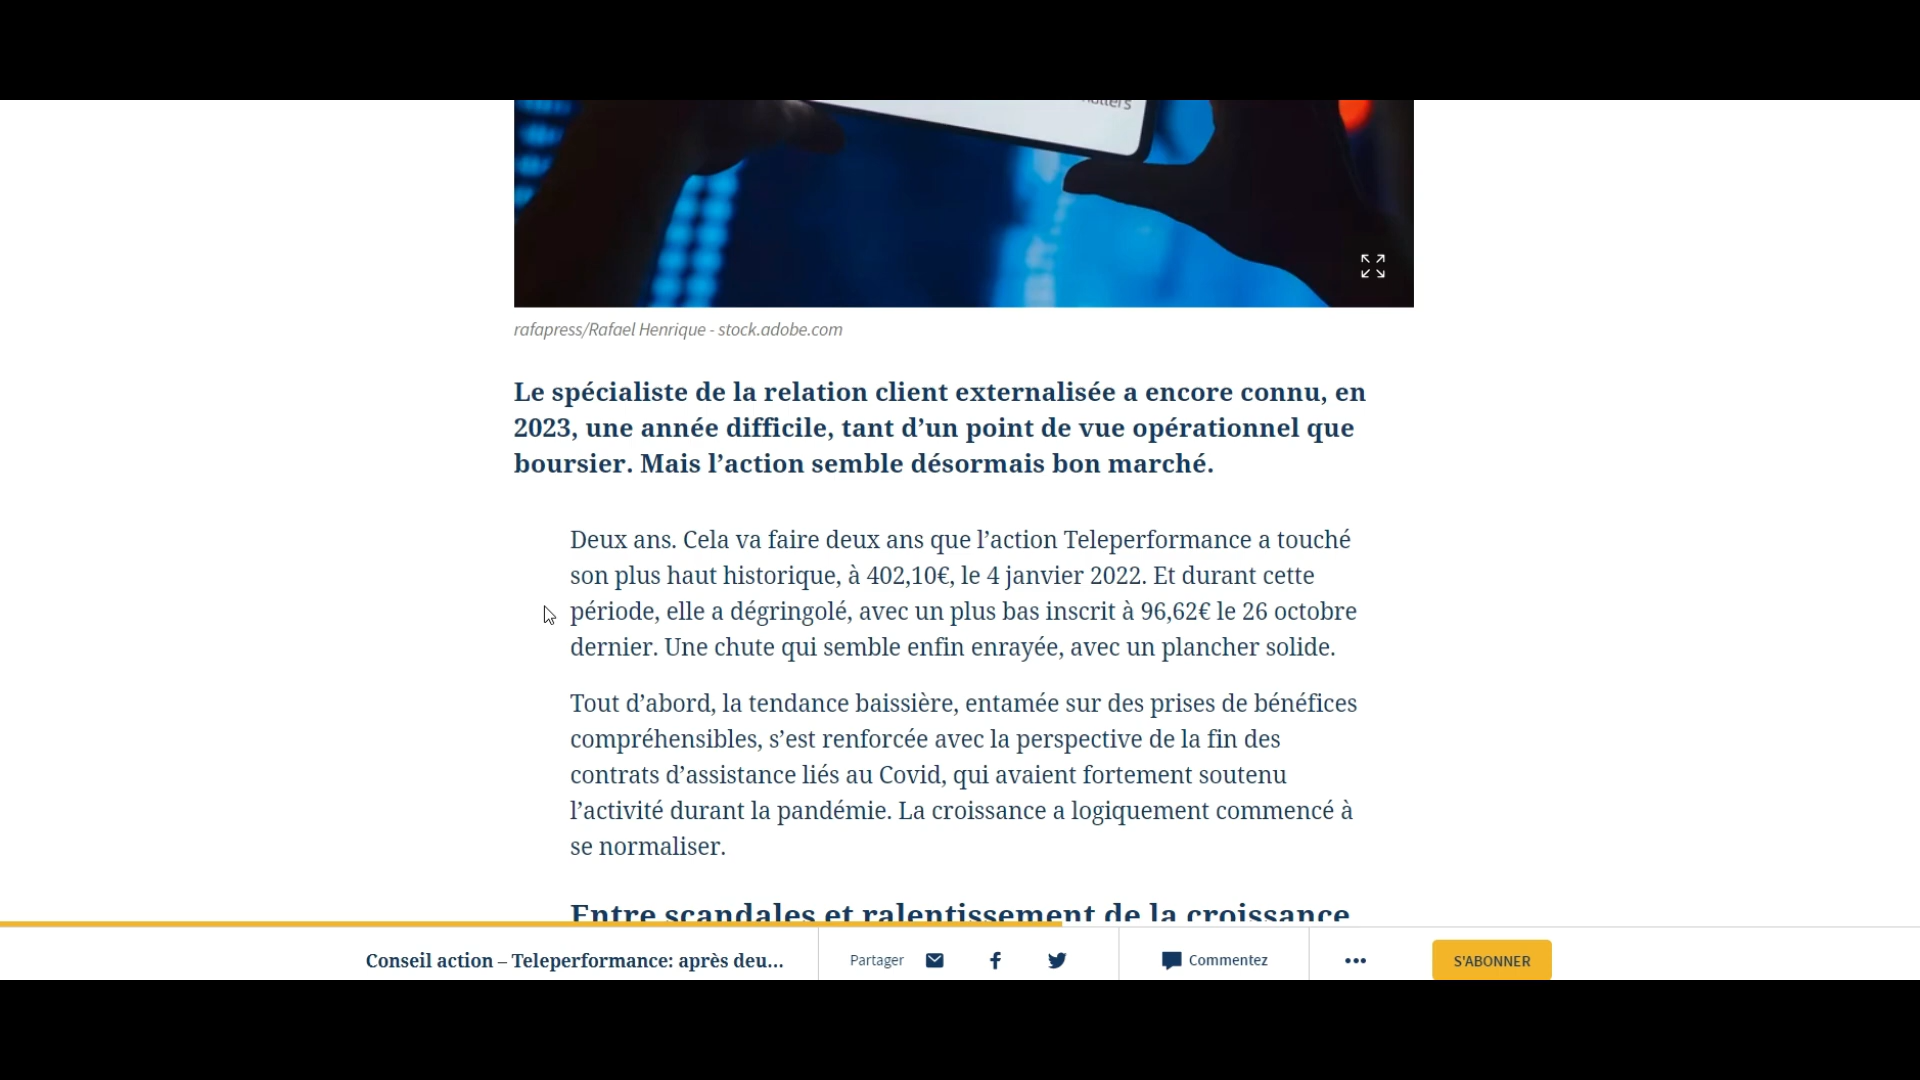 rafapress/Rafael Henrique - stock.adobe.com
Le spécialiste de la relation client externalisée a encore connu, en
2023, une année difficile, tant d’un point de vue opérationnel que
boursier. Mais l’action semble désormais bon marché.
Deux ans. Cela va faire deux ans que l’action Teleperformance a touché
son plus haut historique, à 402,10€, le 4 janvier 2022. Et durant cette
période, elle a dégringolé, avec un plus bas inscrit à 96,62€ le 26 octobre
dernier. Une chute qui semble enfin enrayée, avec un plancher solide.
Tout d’abord, la tendance baissière, entamée sur des prises de bénéfices
compréhensibles, s’est renforcée avec la perspective de la fin des
contrats d’assistance liés au Covid, qui avaient fortement soutenu
l’activité durant la pandémie. La croissance a logiquement commencé à
se normaliser.
Entre scandales et ralentissement de la croissance
Conseil action – Teleperformance: après deu...
Partager
Commentez
S'ABONNER